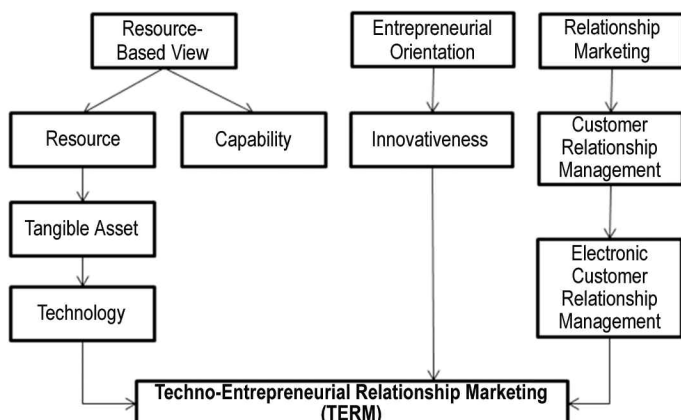 Resource-
Based View
Entrepreneurial
Orientation
Relationship
Marketing
Resource
Capability
Innovativeness
Customer
Relationship
Management
Tangible Asset
Electronic
Customer
Relationship
Management
Technology
Techno-Entrepreneurial Relationship Marketing
(TERM)